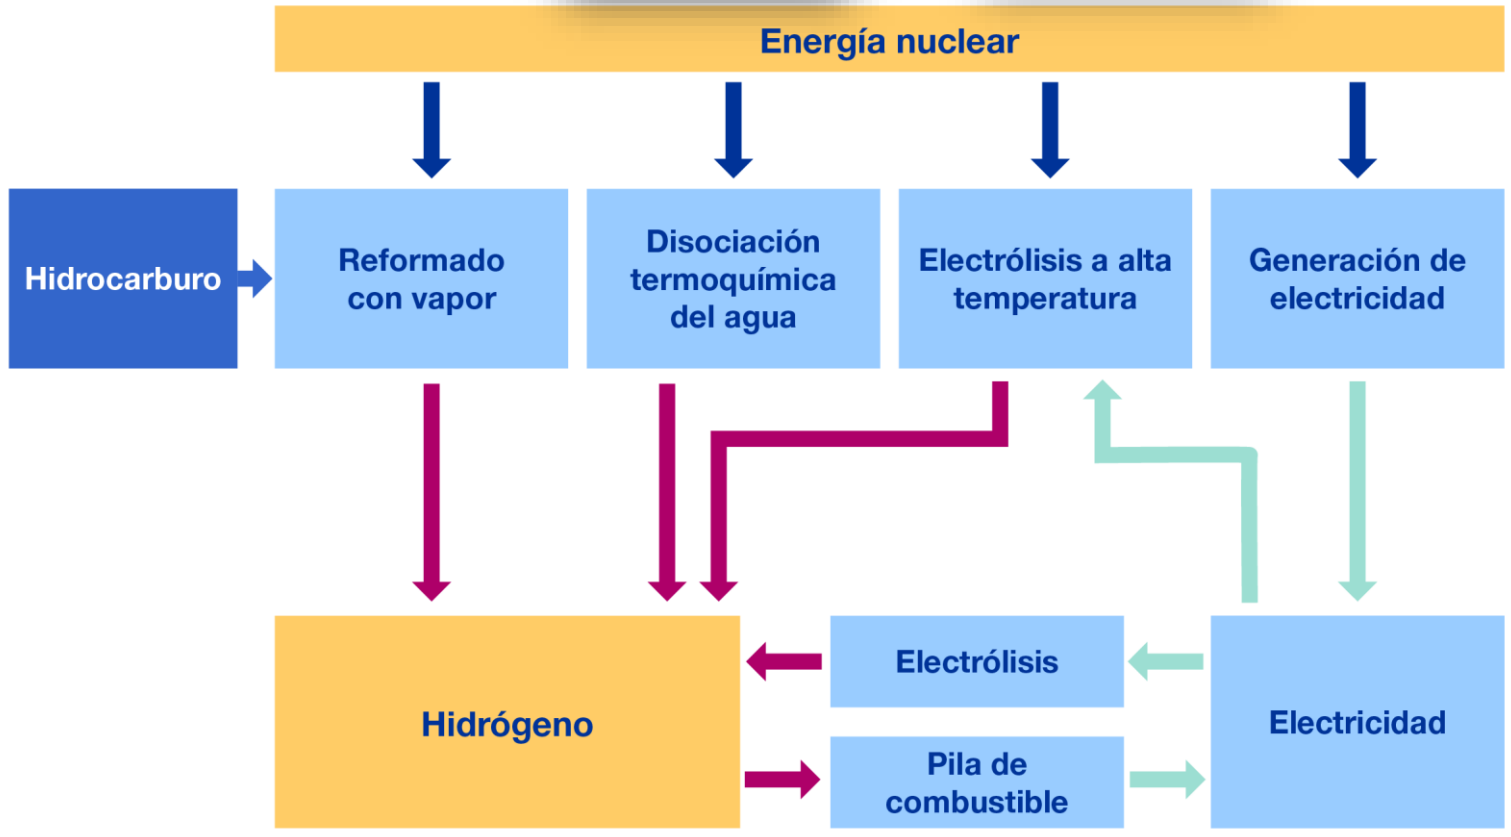 Energía nuclear
Hidrocarburo
Reformado
con vapor
Disociación
termoquímica
del agua
Electrólisis a alta
temperatura
Generación de
electricidad
Hidrógeno
Electrólisis
Pila de
combustible
Electricidad